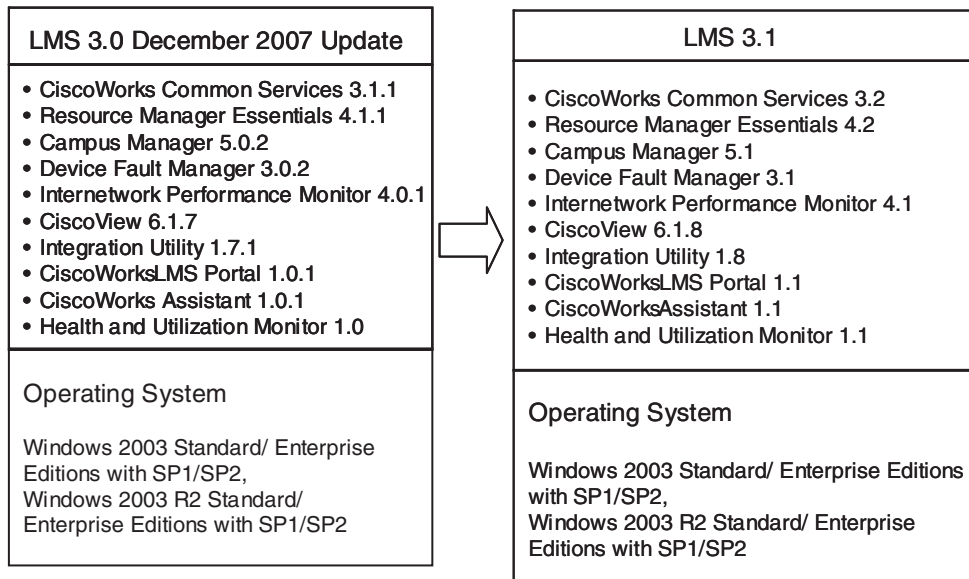 LMS 3.0 December 2007 Update
• CiscoWorks Common Services 3.1.1
• Resource Manager Essentials 4.1.1
• Campus Manager 5.0.2
• Device Fault Manager 3.0.2
• Internetwork Performance Monitor 4.0.1
• CiscoView 6.1.7
• Integration Utility 1.7.1
• CiscoWorksLMS Portal 1.0.1
• CiscoWorks Assistant 1.0.1
• Health and Utilization Monitor 1.0
Operating System
Windows 2003 Standard/ Enterprise
Editions with SP1/SP2,
Windows 2003 R2 Standard/
Enterprise Editions with SP1/SP2
LMS 3.1
• CiscoWorks Common Services 3.2
• Resource Manager Essentials 4.2
• Campus Manager 5.1
• Device Fault Manager 3.1
• Internetwork Performance Monitor 4.1
• CiscoView 6.1.8
• Integration Utility 1.8
• CiscoWorksLMS Portal 1.1
• CiscoWorksAssistant 1.1
• Health and Utilization Monitor 1.1
Operating System
Windows 2003 Standard/ Enterprise Editions
with SP1/SP2,
Windows 2003 R2 Standard/ Enterprise
Editions with SP1/SP2